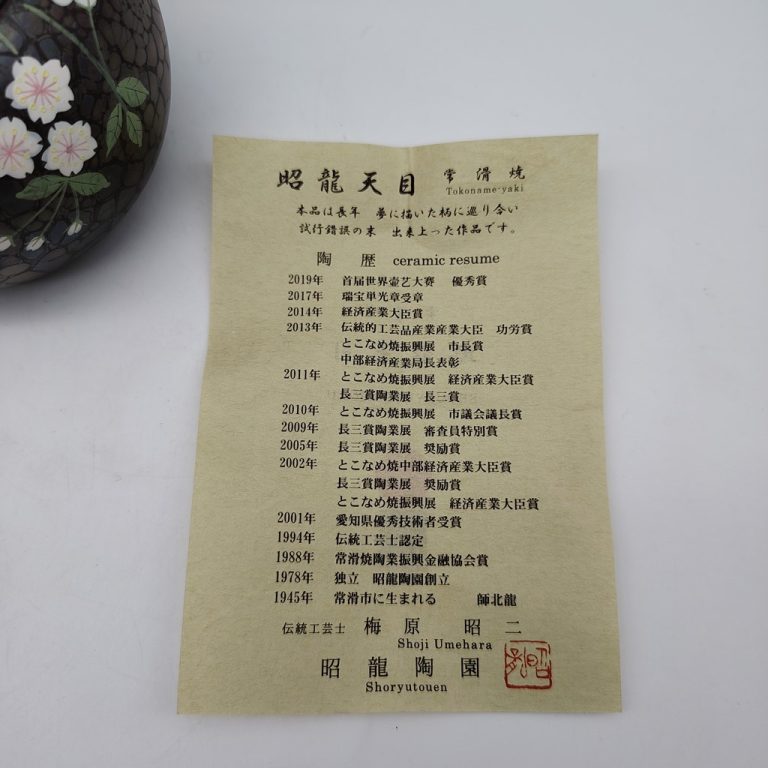 昭龍天目 常滑焼
Tokoname-yaki
本品は長年 夢に描いた柄に巡り合い
試行錯誤の末 出来上った作品です。
陶 歴 ceramic resume
2019年 首届世界壺艺大赛 優秀賞
2017年 瑞宝単光章受章
2014年 経済産業大臣賞
2013年 伝統的工芸品産業産業大臣 功労賞
とこなめ焼振興展 市長賞
中部経済産業局長表彰
2011年 とこなめ焼振興展 経済産業大臣賞
長三賞陶業展 長三賞
2010年 とこなめ焼振興展 市議会議長賞
2009年 長三賞陶業展 審査員特別賞
2005年 長三賞陶業展 奨励賞
2002年 とこなめ焼中部経済産業大臣賞
長三賞陶業展 奨励賞
とこなめ焼振興展 経済産業大臣賞
2001年 愛知県優秀技術者受賞
1994年 伝統工芸士認定
1988年 常滑焼陶業振興金融協会賞
1978年 独立 昭龍陶園創立
1945年 常滑市に生まれる 師北龍
伝統工芸士 梅原 昭二
Shoji Umehara
昭龍陶園
Shoryutouen